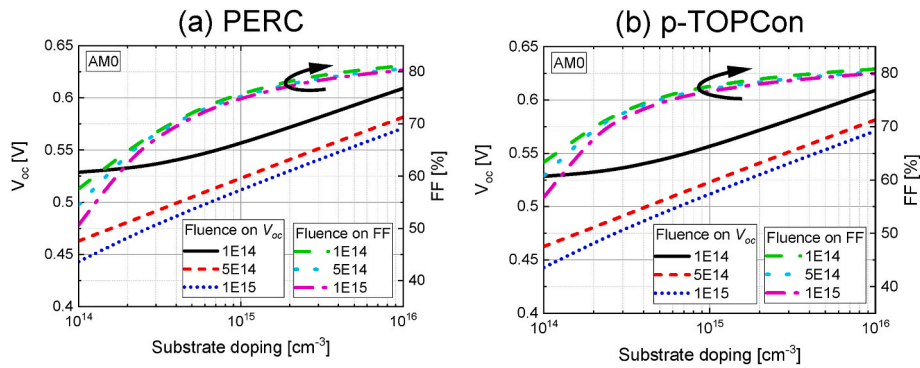 (a) PERC
AM0
0.65
0.6
0.55
0.5
0.45
0.4
V_oc [V]
80
70
60
50
40
FF [%]
Fluence on V_oc
1E14
5E14
1E15
Fluence on FF
1E14
5E14
1E15
10^14
10^15
10^16
Substrate doping [cm^-3]
(b) p-TOPCon
AM0
0.65
0.6
0.55
0.5
0.45
0.4
V_oc [V]
80
70
60
50
40
FF [%]
Fluence on V_oc
1E14
5E14
1E15
Fluence on FF
1E14
5E14
1E15
10^14
10^15
10^16
Substrate doping [cm^-3]